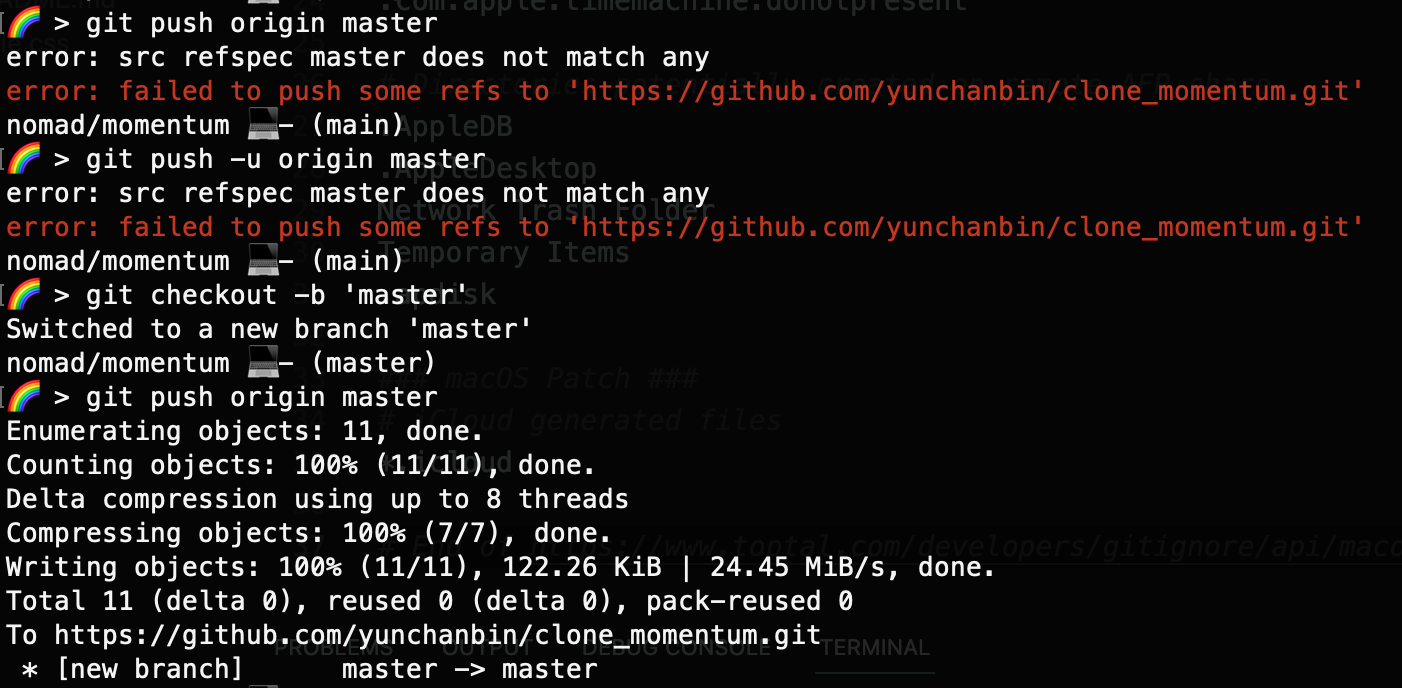 .com.apple.timemachine.donotpresent
🌈 > git push origin master
error: src refspec master does not match any
error: failed to push some refs to 'https://github.com/yunchanbin/clone_momentum.git'
.AppleDB
nomad/momentum 💻- (main)
🌈 > git push -u origin master
.AppleDesktop
error: src refspec master does not match any
Network Trash Folder
error: failed to push some refs to 'https://github.com/yunchanbin/clone_momentum.git'
Temporary Items
nomad/momentum 💻- (main)
🌈 > git checkout -b 'master'
Switched to a new branch 'master'
nomad/momentum 💻- (master)
### macOS Patch ###
🌈 > git push origin master
# iCloud generated files
Enumerating objects: 11, done.
Counting objects: 100% (11/11), done.
Delta compression using up to 8 threads
Compressing objects: 100% (7/7), done.
Writing objects: 100% (11/11), 122.26 KiB | 24.45 MiB/s, done.
Total 11 (delta 0), reused 0 (delta 0), pack-reused 0
To https://github.com/yunchanbin/clone_momentum.git
PROBLEMS OUTPUT DEBUG CONSOLE TERMINAL
* [new branch] master -> master